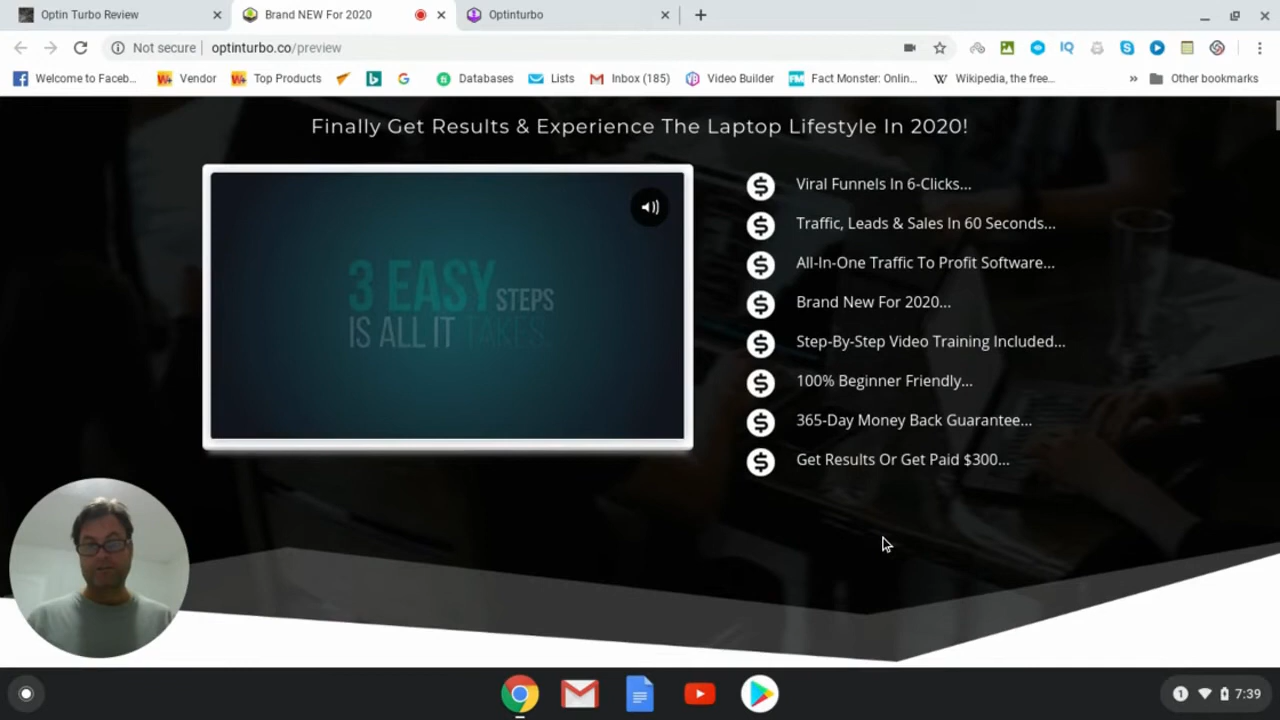 Optin Turbo Review
Brand NEW For 2020
Optinturbo
Not secure
optinturbo.co/preview
IQ
Welcome to Faceb...
Vendor
Top Products
Databases
Lists
Inbox (185)
Video Builder
Fact Monster: Onlin...
Wikipedia, the free...
»
Other bookmarks
Finally Get Results & Experience The Laptop Lifestyle In 2020!
3 EASY STEPS
IS ALL IT TAKES
Viral Funnels In 6-Clicks...
Traffic, Leads & Sales In 60 Seconds...
All-In-One Traffic To Profit Software...
Brand New For 2020...
Step-By-Step Video Training Included...
100% Beginner Friendly...
365-Day Money Back Guarantee...
Get Results Or Get Paid $300...
1
7:39